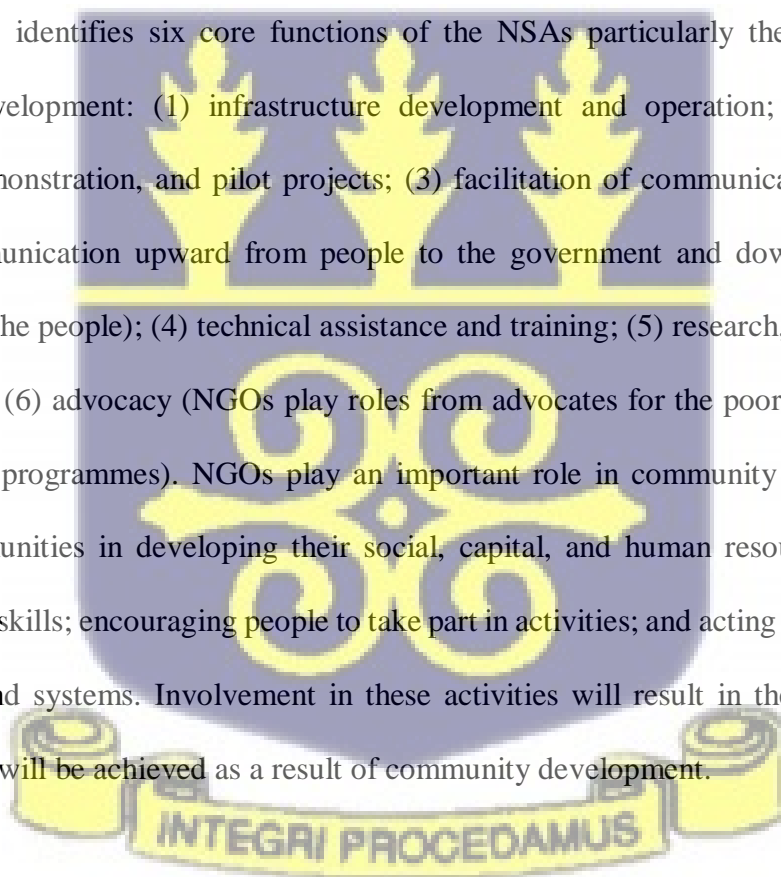 identifies six core functions of the NSAs particularly the
velopment: (1) infrastructure development and operation;
monstration, and pilot projects; (3) facilitation of communica
unication upward from people to the government and dow
he people); (4) technical assistance and training; (5) research,
(6) advocacy (NGOs play roles from advocates for the poor
programmes). NGOs play an important role in community
unities in developing their social, capital, and human resou
skills; encouraging people to take part in activities; and acting
nd systems. Involvement in these activities will result in the
will be achieved as a result of community development.
INTEGRI PROCEDAMUS